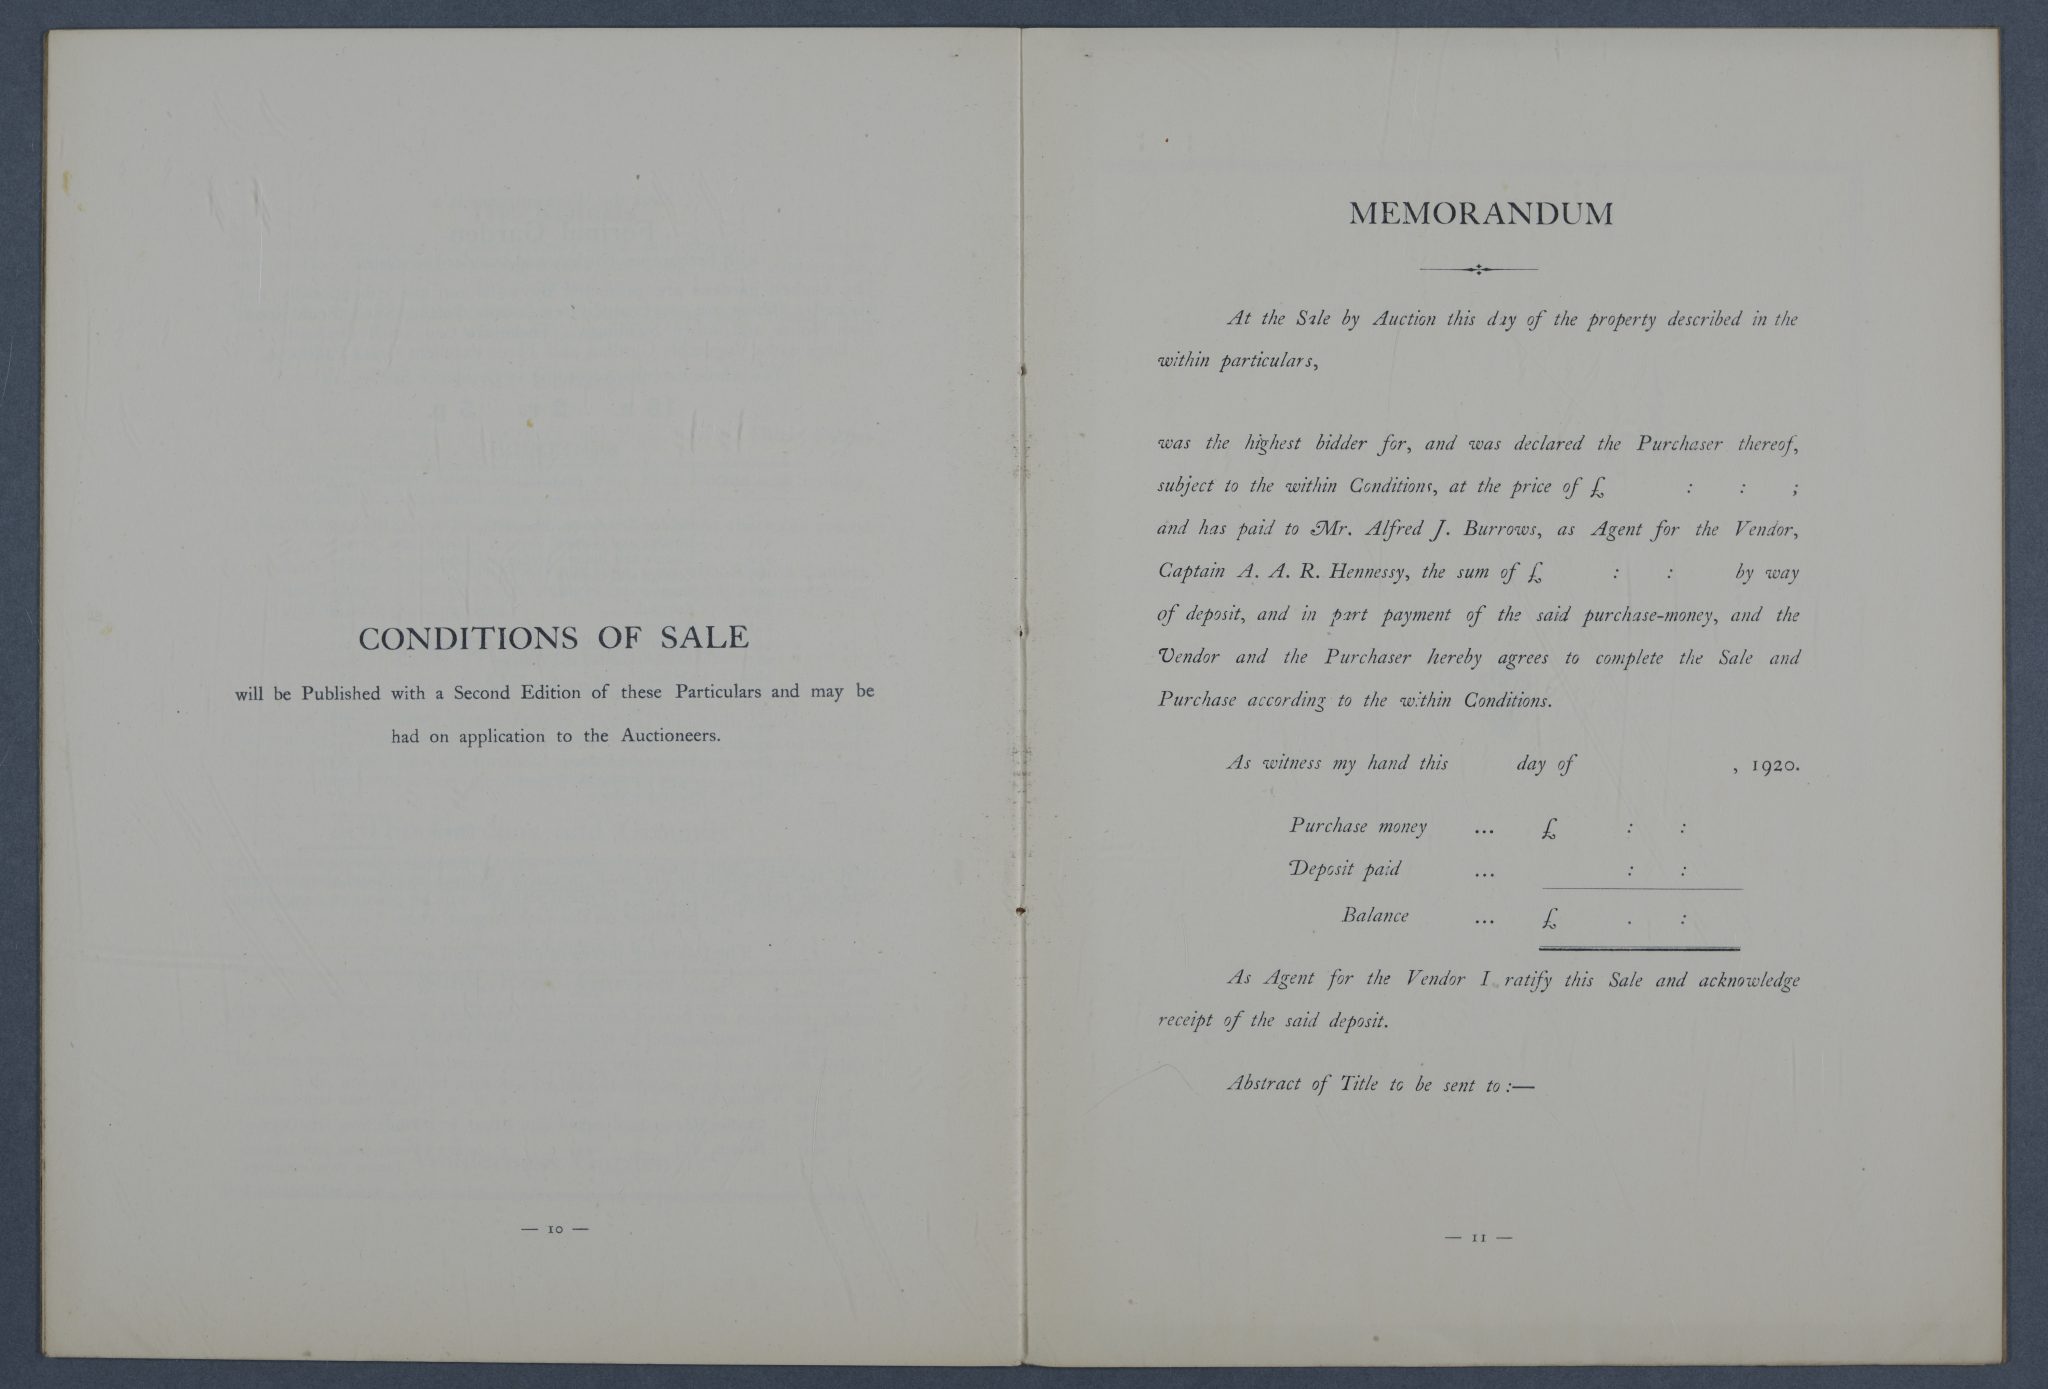 CONDITIONS OF SALE
will be Published with a Second Edition of these Particulars and may be
had on application to the Auctioneers.
— 10 —
MEMORANDUM
At the Sale by Auction this day of the property described in the
within particulars,
was the highest bidder for, and was declared the Purchaser thereof,
subject to the within Conditions, at the price of £ : : ;
and has paid to Mr. Alfred J. Burrows, as Agent for the Vendor,
Captain A. A. R. Hennessy, the sum of £ : : by way
of deposit, and in part payment of the said purchase-money, and the
Vendor and the Purchaser hereby agrees to complete the Sale and
Purchase according to the within Conditions.
As witness my hand this day of , 1920.
Purchase money ... £ : :
Deposit paid ... : :
Balance ... £ . :
As Agent for the Vendor I ratify this Sale and acknowledge
receipt of the said deposit.
Abstract of Title to be sent to :—
— 11 —